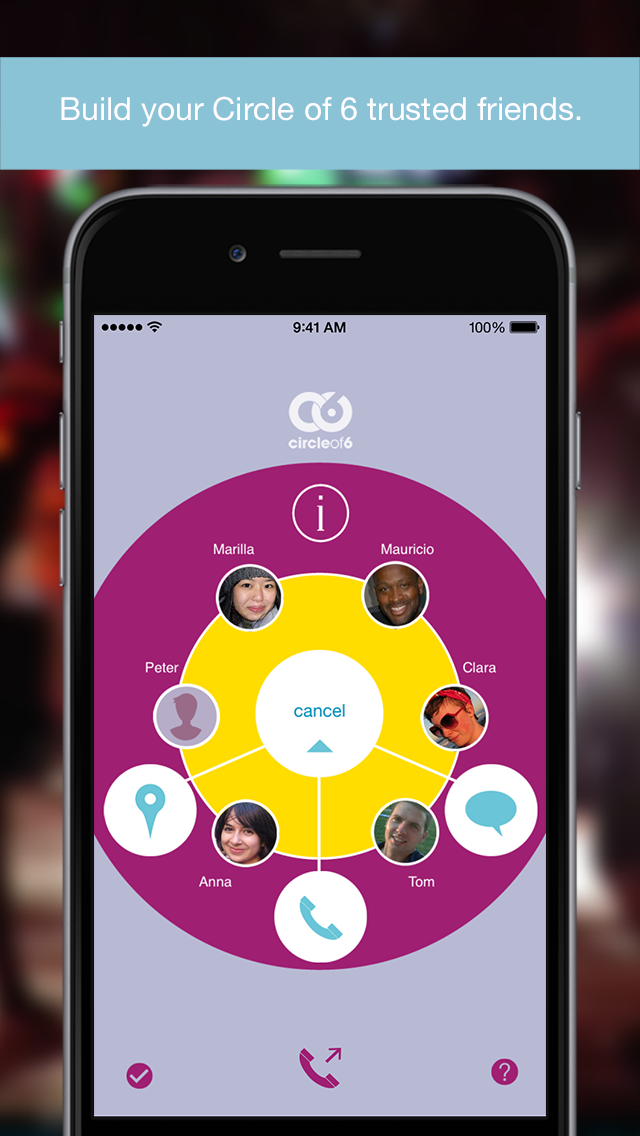 Build your Circle of 6 trusted friends.
9:41 AM
100%
circleof6
i
Marilla
Mauricio
Peter
Clara
cancel
Anna
Tom
?